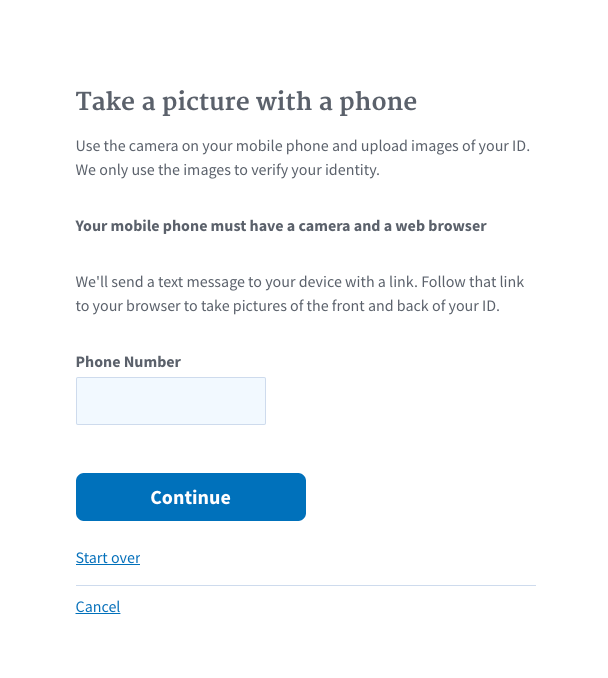 Take a picture with a phone
Use the camera on your mobile phone and upload images of your ID.
We only use the images to verify your identity.
Your mobile phone must have a camera and a web browser
We'll send a text message to your device with a link. Follow that link
to your browser to take pictures of the front and back of your ID.
Phone Number
Continue
Start over
Cancel